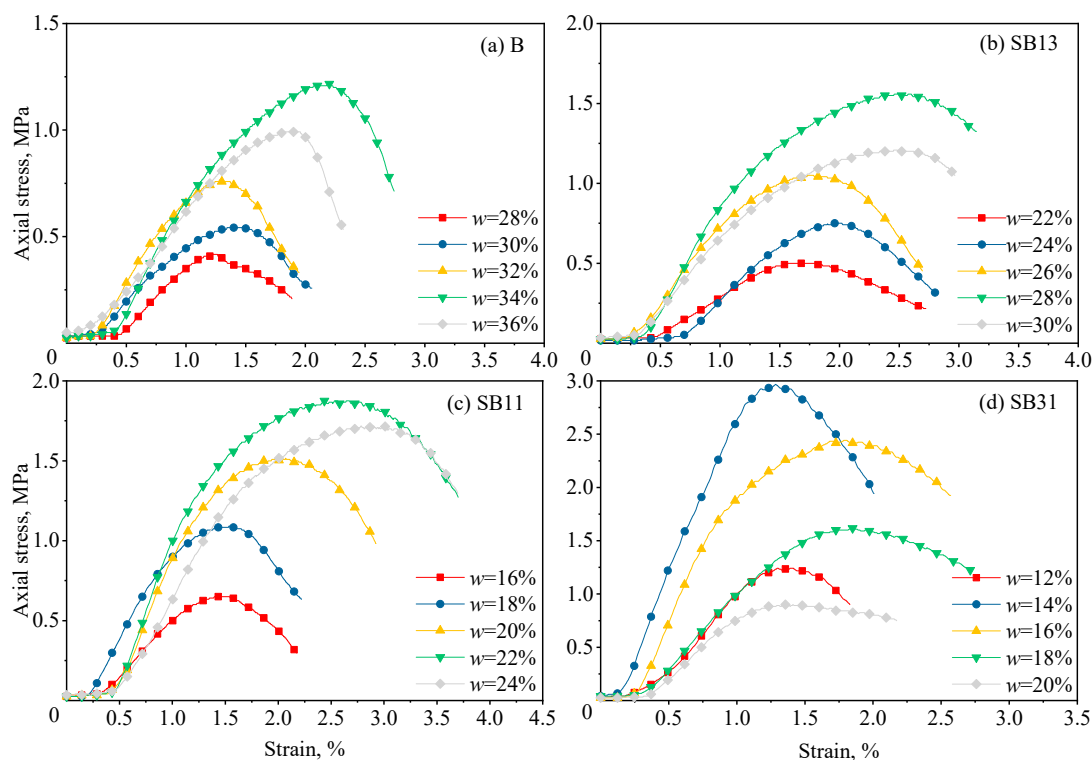 (a) B
Axial stress, MPa
1.5
1.0
0.5
0
w=28%
w=30%
w=32%
w=34%
w=36%
0.5 1.0 1.5 2.0 2.5 3.0 3.5 4.0
(b) SB13
2.0
1.5
1.0
0.5
0
w=22%
w=24%
w=26%
w=28%
w=30%
0.5 1.0 1.5 2.0 2.5 3.0 3.5 4.0
(c) SB11
Axial stress, MPa
2.0
1.5
1.0
0.5
0
w=16%
w=18%
w=20%
w=22%
w=24%
0.5 1.0 1.5 2.0 2.5 3.0 3.5 4.0 4.5
Strain, %
(d) SB31
3.0
2.5
2.0
1.5
1.0
0.5
0
w=12%
w=14%
w=16%
w=18%
w=20%
0.5 1.0 1.5 2.0 2.5 3.0 3.5
Strain, %